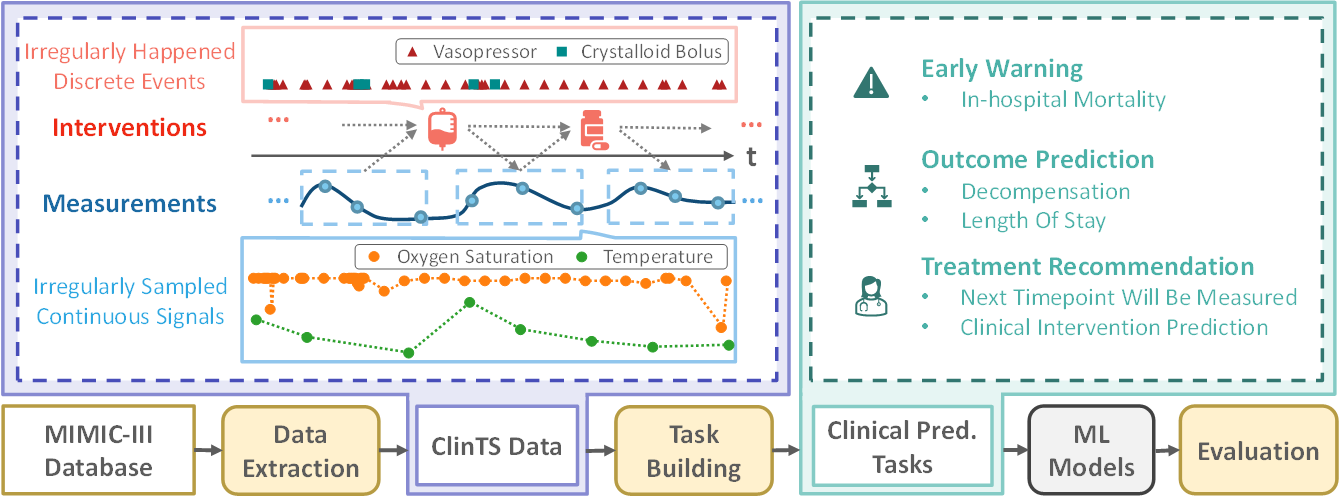 Irregularly Happened
Discrete Events
Vasopressor
Crystalloid Bolus
Interventions
...
...
t
Measurements
...
...
Oxygen Saturation
Temperature
Irregularly Sampled
Continuous Signals
Early Warning
• In-hospital Mortality
Outcome Prediction
• Decompensation
• Length Of Stay
Treatment Recommendation
• Next Timepoint Will Be Measured
• Clinical Intervention Prediction
MIMIC-III
Database
Data
Extraction
ClinTS Data
Task
Building
Clinical Pred.
Tasks
ML
Models
Evaluation